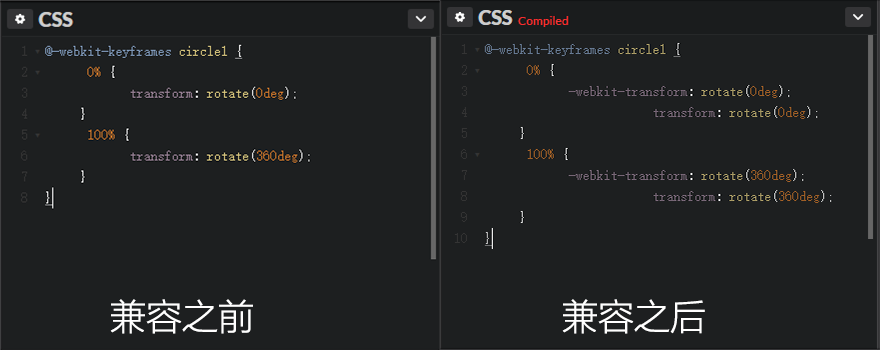 CSS
1 @-webkit-keyframes circle1 {
2 0% {
3 transform: rotate(0deg);
4 }
5 100% {
6 transform: rotate(360deg);
7 }
8 }
兼容之前
CSS Compiled
1 @-webkit-keyframes circle1 {
2 0% {
3 -webkit-transform: rotate(0deg);
4 transform: rotate(0deg);
5 }
6 100% {
7 -webkit-transform: rotate(360deg);
8 transform: rotate(360deg);
9 }
10 }
兼容之后